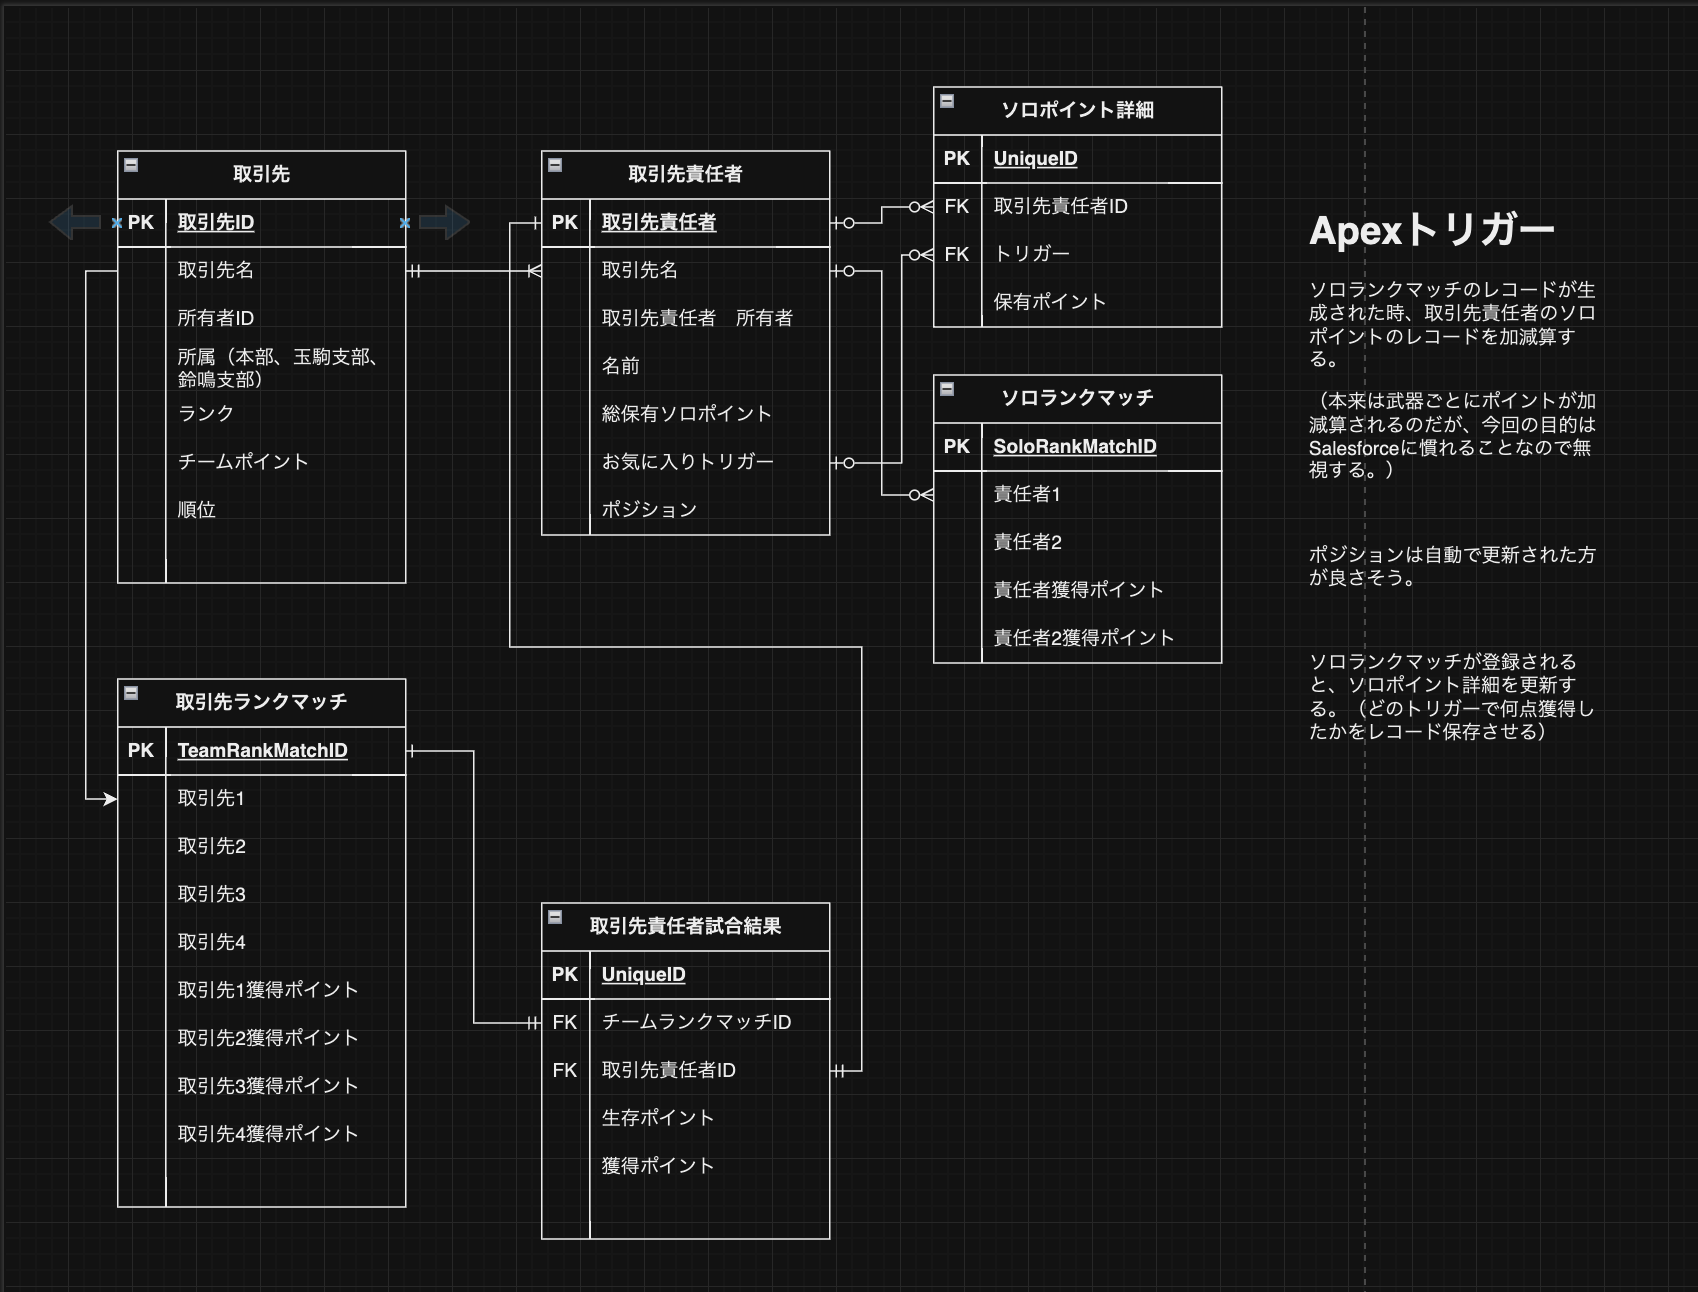 取引先
PK 取引先ID
取引先名
所有者ID
所属（本部、玉駒支部、
鈴鳴支部）
ランク
チームポイント
順位
取引先責任者
PK 取引先責任者
取引先名
取引先責任者　所有者
名前
総保有ソロポイント
お気に入りトリガー
ポジション
ソロポイント詳細
PK UniqueID
FK 取引先責任者ID
FK トリガー
保有ポイント
ソロランクマッチ
PK SoloRankMatchID
責任者1
責任者2
責任者獲得ポイント
責任者2獲得ポイント
Apexトリガー
ソロランクマッチのレコードが生
成された時、取引先責任者のソロ
ポイントのレコードを加減算す
る。
（本来は武器ごとにポイントが加
減算されるのだが、今回の目的は
Salesforceに慣れることなので無
視する。）
ポジションは自動で更新された方
が良さそう。
ソロランクマッチが登録される
と、ソロポイント詳細を更新す
る。（どのトリガーで何点獲得し
たかをレコード保存させる）
取引先ランクマッチ
PK TeamRankMatchID
取引先1
取引先2
取引先3
取引先4
取引先1獲得ポイント
取引先2獲得ポイント
取引先3獲得ポイント
取引先4獲得ポイント
取引先責任者試合結果
PK UniqueID
FK チームランクマッチID
FK 取引先責任者ID
生存ポイント
獲得ポイント